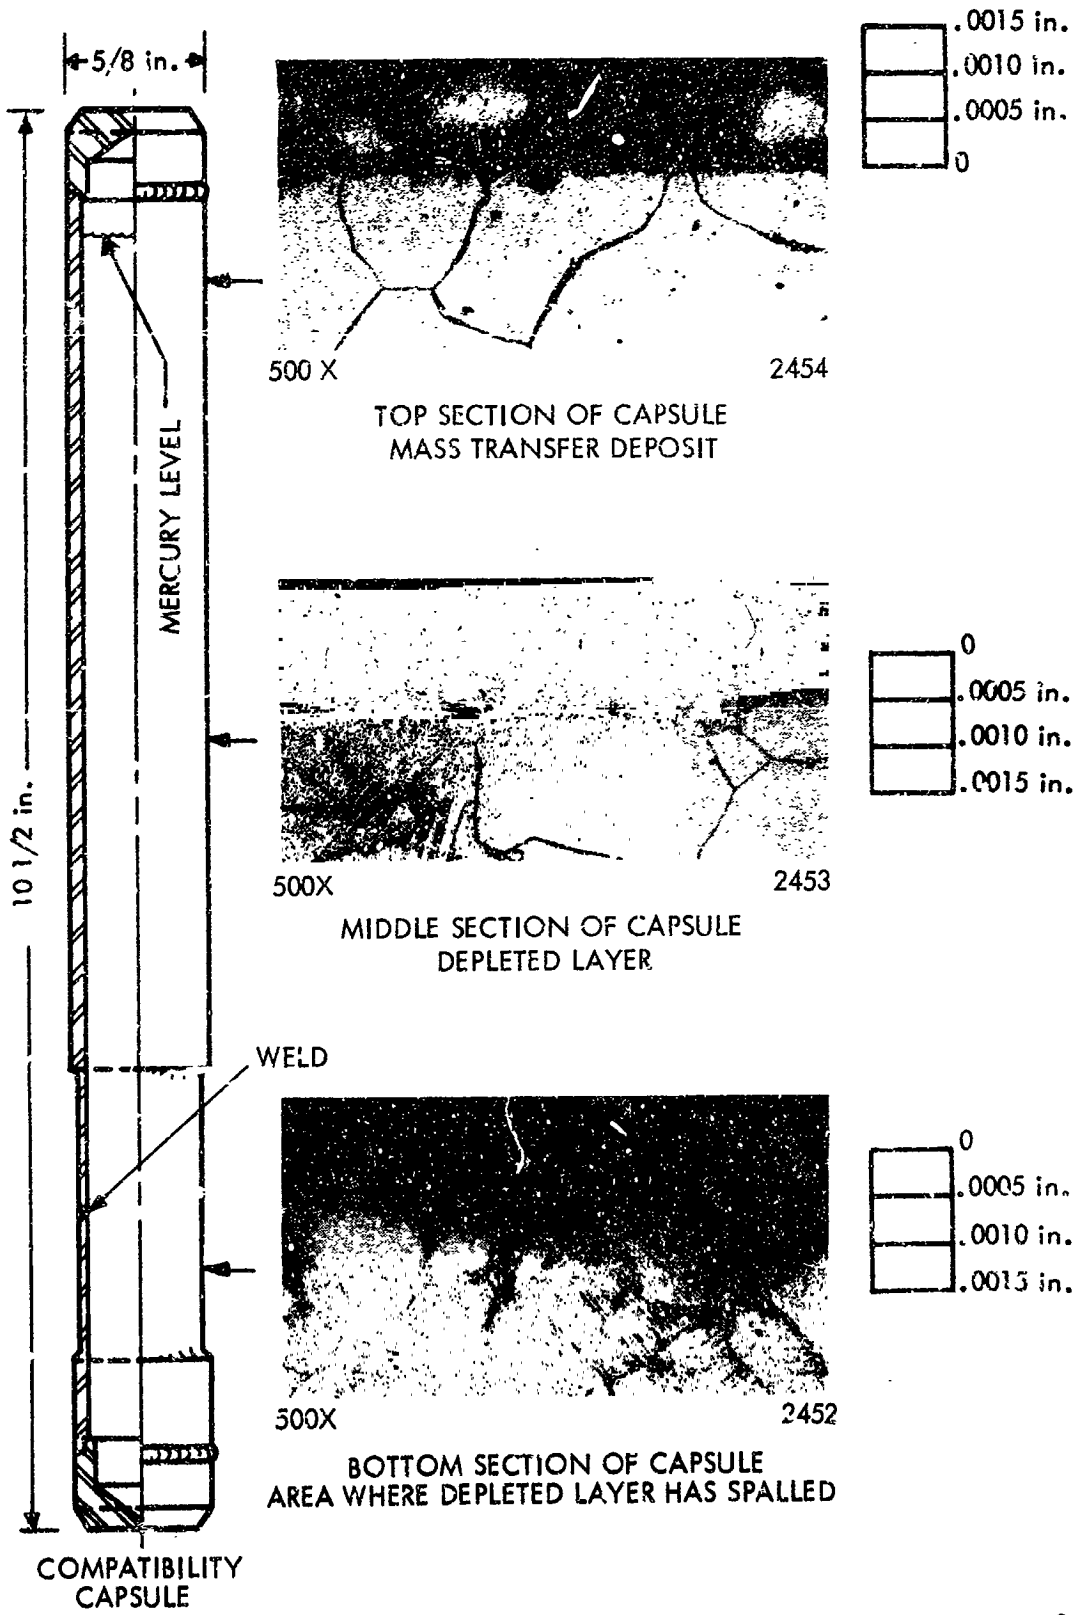 5/8 in.
.0015 in.
.0010 in.
.0005 in.
0
500 X
2454
TOP SECTION OF CAPSULE
MASS TRANSFER DEPOSIT
MERCURY LEVEL
10 1/2 in.
0
.0005 in.
.0010 in.
.0015 in.
500X
2453
MIDDLE SECTION OF CAPSULE
DEPLETED LAYER
WELD
0
.0005 in.
.0010 in.
.0015 in.
500X
2452
BOTTOM SECTION OF CAPSULE
AREA WHERE DEPLETED LAYER HAS SPALLED
COMPATIBILITY
CAPSULE